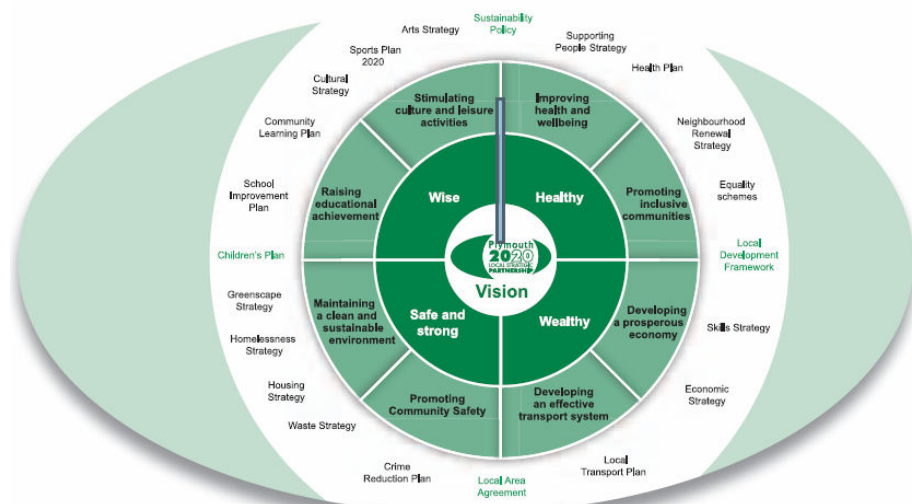 Sustainability
Policy
Arts Strategy
Supporting
People Strategy
Sports Plan
2020
Health Plan
Cultural
Strategy
Stimulating
culture and leisure
activities
Improving
health and
wellbeing
Community
Learning Plan
Neighbourhood
Renewal
Strategy
School
Improvement
Plan
Raising
educational
achievement
Wise
Healthy
Promoting
inclusive
communities
Equality
schemes
Children's Plan
Plymouth
2020
LOCAL STRATEGIC
PARTNERSHIP
Vision
Local
Development
Framework
Greenscape
Strategy
Maintaining
a clean and
sustainable
environment
Safe and
strong
Wealthy
Developing
a prosperous
economy
Skills Strategy
Homelessness
Strategy
Housing
Strategy
Promoting
Community Safety
Developing
an effective
transport system
Economic
Strategy
Waste Strategy
Crime
Reduction Plan
Local Area
Agreement
Local
Transport Plan